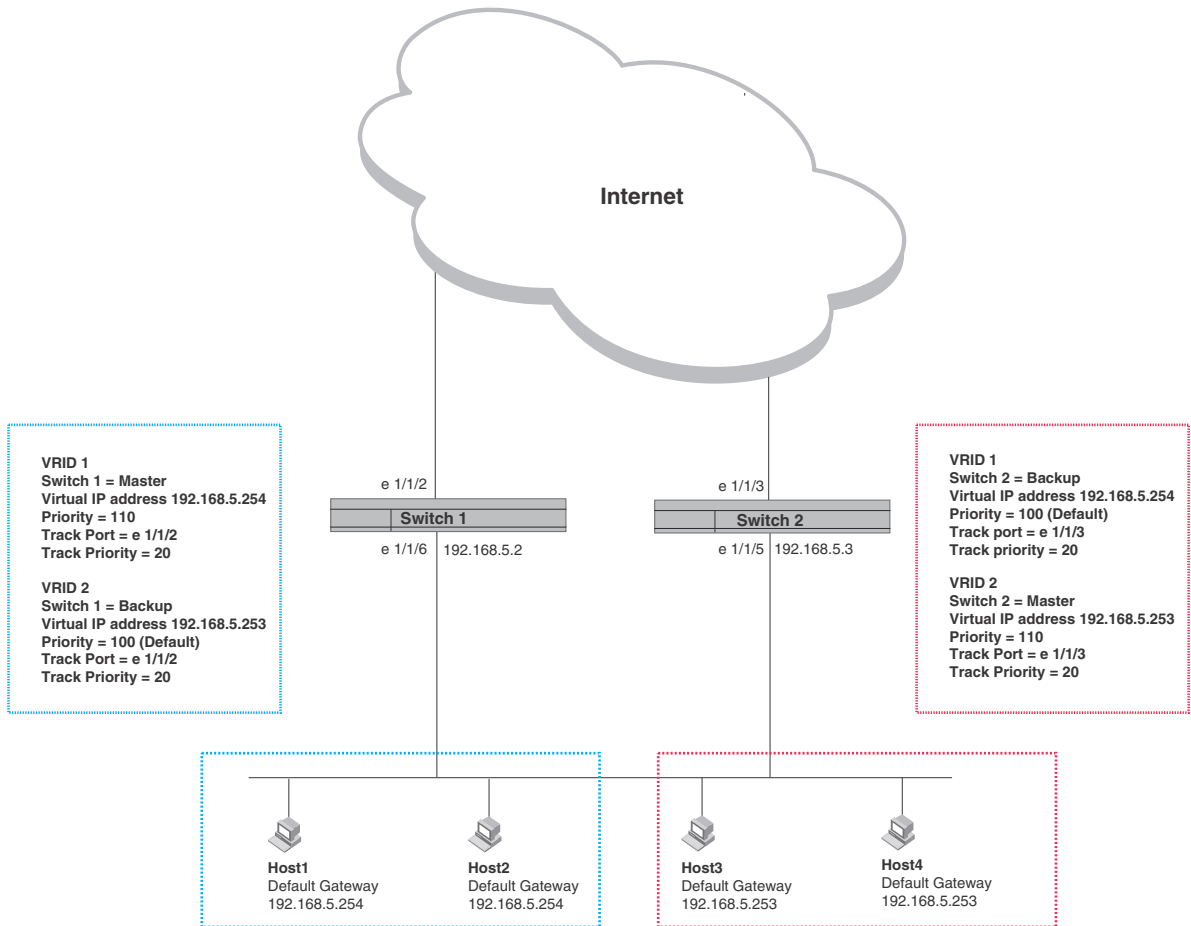 Internet
VRID 1
Switch 1 = Master
Virtual IP address 192.168.5.254
Priority = 110
Track Port = e 1/1/2
Track Priority = 20
VRID 2
Switch 1 = Backup
Virtual IP address 192.168.5.253
Priority = 100 (Default)
Track Port = e 1/1/2
Track Priority = 20
e 1/1/2
Switch 1
e 1/1/6
192.168.5.2
e 1/1/3
Switch 2
e 1/1/5
192.168.5.3
VRID 1
Switch 2 = Backup
Virtual IP address 192.168.5.254
Priority = 100 (Default)
Track port = e 1/1/3
Track priority = 20
VRID 2
Switch 2 = Master
Virtual IP address 192.168.5.253
Priority = 110
Track Port = e 1/1/3
Track Priority = 20
Host1
Default Gateway
192.168.5.254
Host2
Default Gateway
192.168.5.254
Host3
Default Gateway
192.168.5.253
Host4
Default Gateway
192.168.5.253